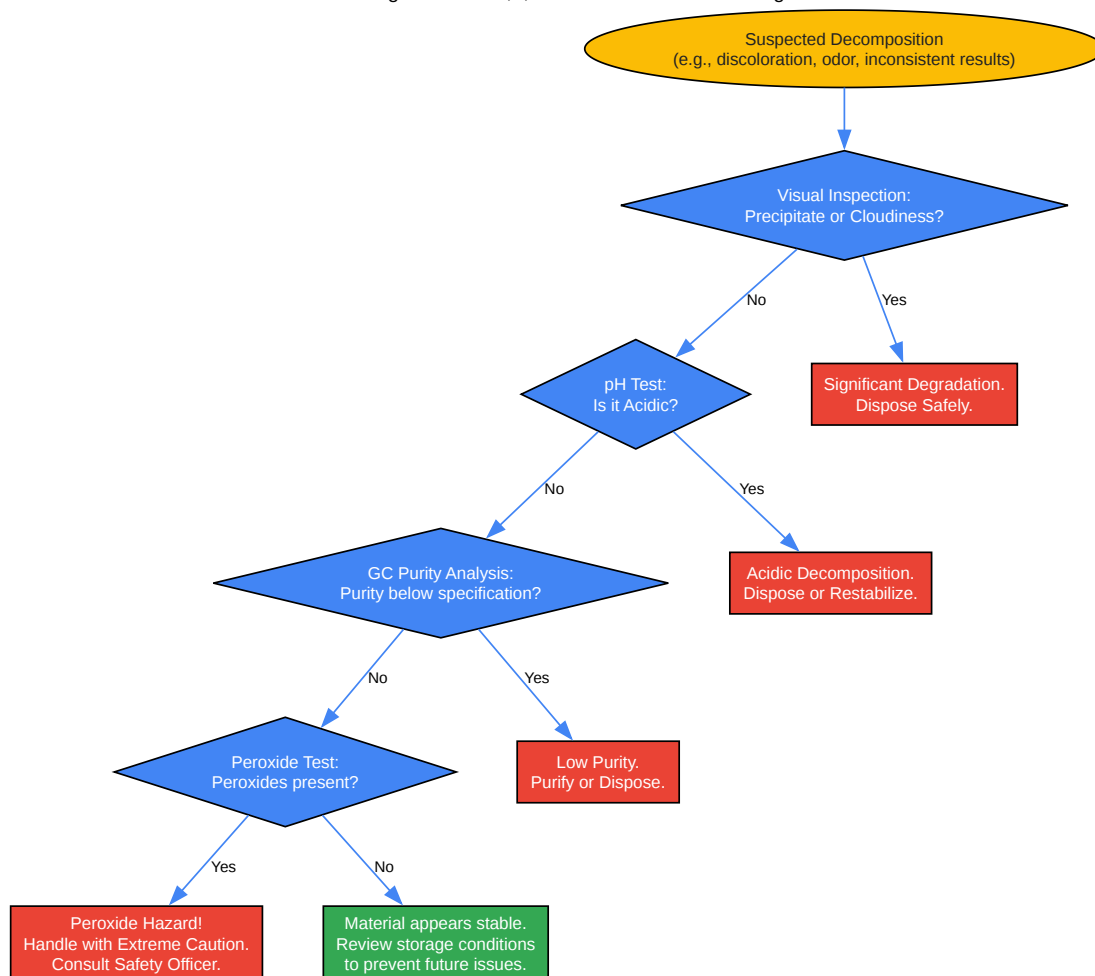 Suspected Decomposition
(e.g., discoloration, odor, inconsistent results)
Visual Inspection:
Precipitate or Cloudiness?
No
Yes
pH Test:
Is it Acidic?
Significant Degradation.
Dispose Safely.
No
Yes
GC Purity Analysis:
Purity below specification?
Acidic Decomposition.
Dispose or Restabilize.
No
Yes
Peroxide Test:
Peroxides present?
Low Purity.
Purify or Dispose.
Yes
No
Peroxide Hazard!
Handle with Extreme Caution.
Consult Safety Officer.
Material appears stable.
Review storage conditions
to prevent future issues.